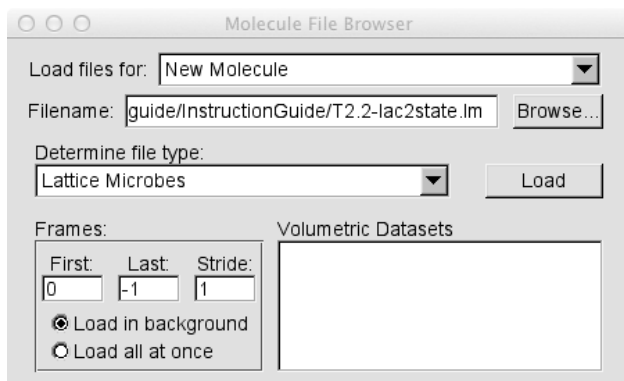 Molecule File Browser
Load files for: New Molecule
Filename: guide/InstructionGuide/T2.2-lac2state.lm Browse...
Determine file type:
Lattice Microbes Load
Frames: Volumetric Datasets
First: Last: Stride:
0 -1 1
Load in background
Load all at once